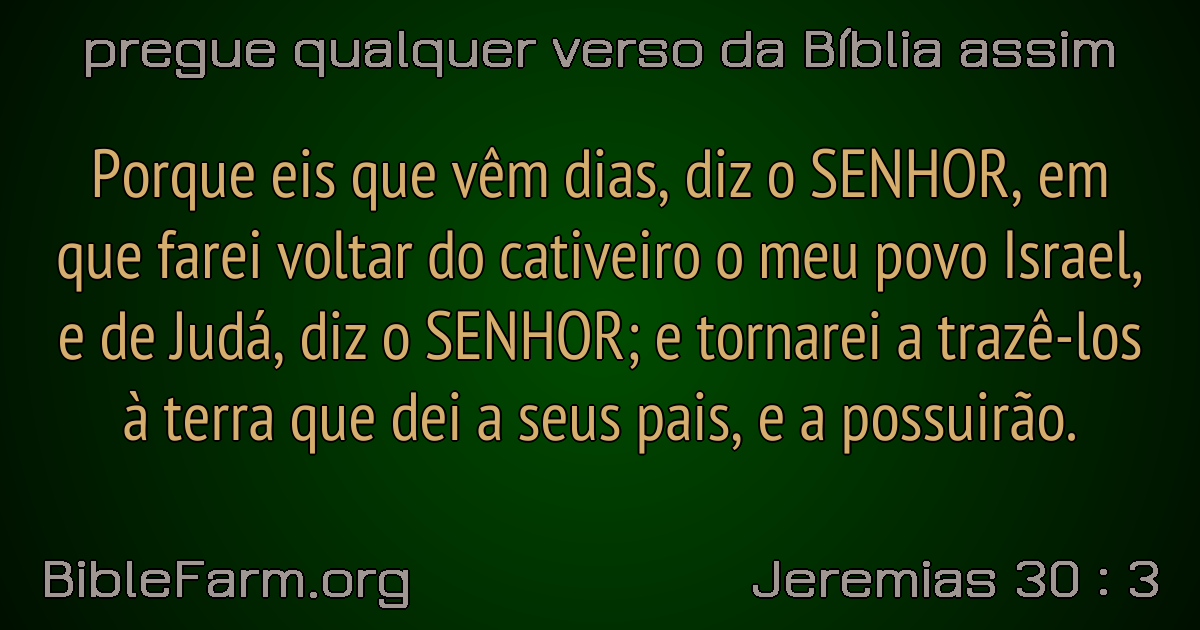 pregue qualquer verso da Bíblia assim
Porque eis que vêm dias, diz o SENHOR, em
que farei voltar do cativeiro o meu povo Israel,
e de Judá, diz o SENHOR; e tornarei a trazê-los
à terra que dei a seus pais, e a possuirão.
BibleFarm.org
Jeremias 30 : 3